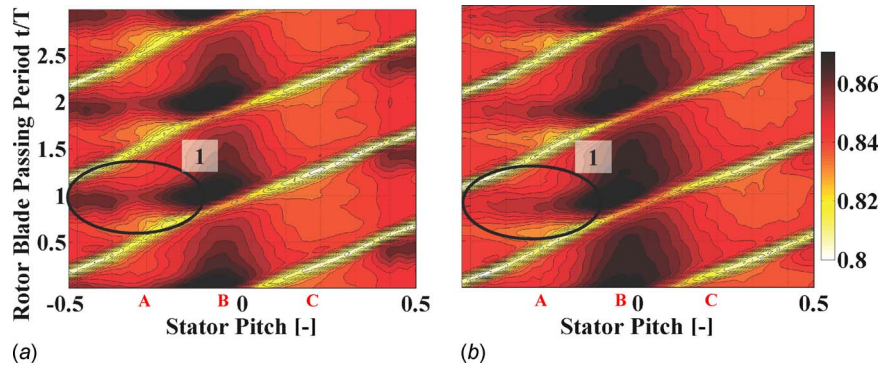 (a)
(b)
Rotor Blade Passing Period t/T
2.5
2
1.5
1
0.5
1
1
0.86
0.84
0.82
0.8
-0.5
A
B
0
C
0.5
A
B
0
C
0.5
Stator Pitch [-]
Stator Pitch [-]